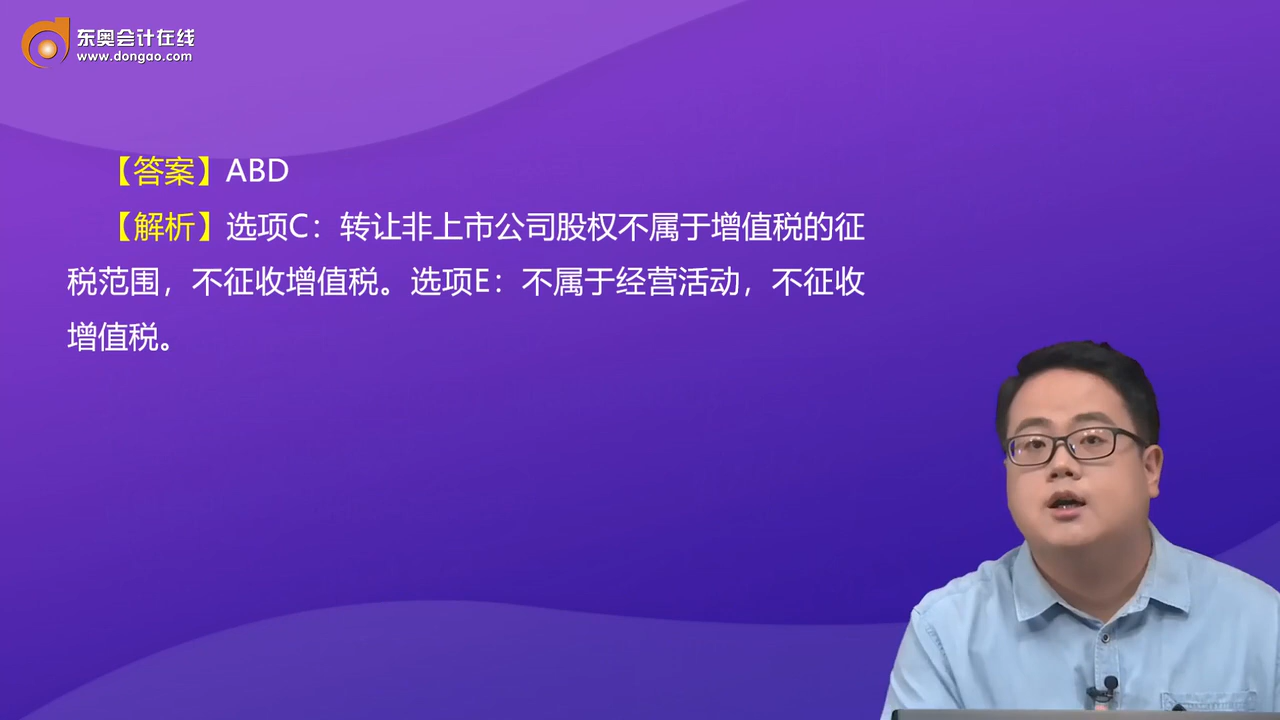 东奥会计在线
www.dongao.com
【答案】ABD
【解析】选项C：转让非上市公司股权不属于增值税的征
税范围，不征收增值税。选项E：不属于经营活动，不征收
增值税。